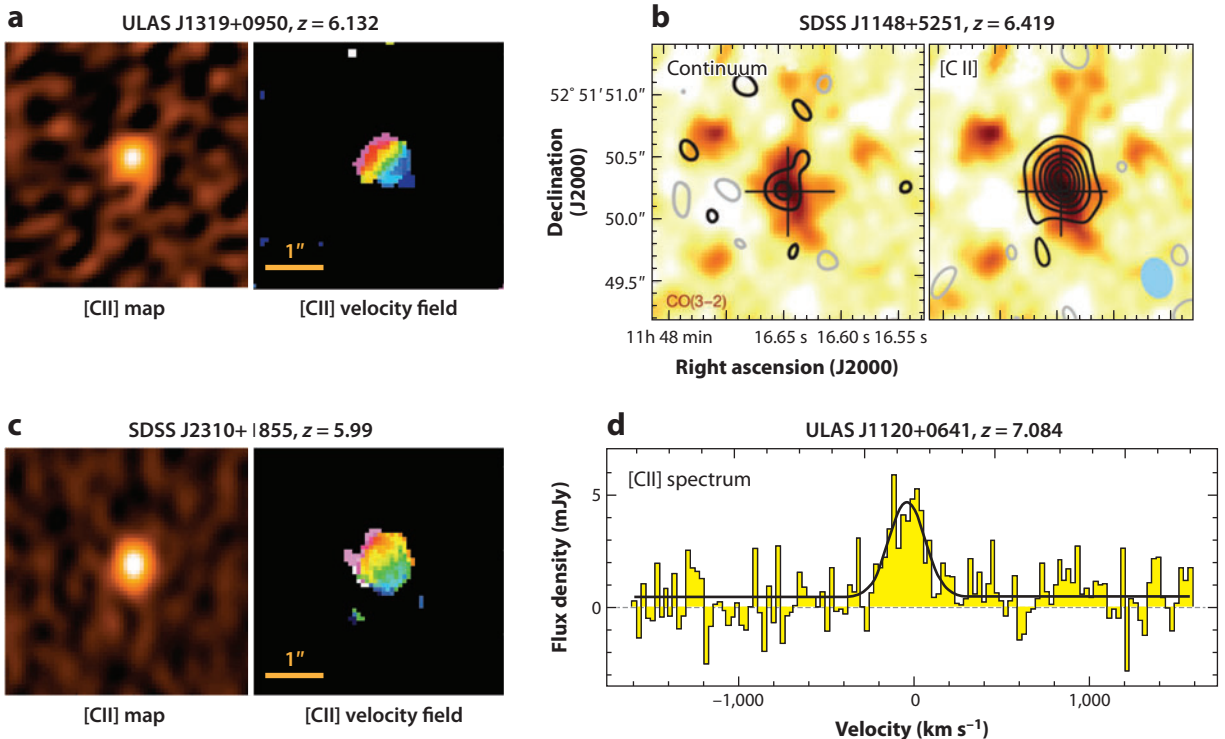 a
ULAS J1319+0950, z = 6.132
1″
[CII] map
[CII] velocity field
b
SDSS J1148+5251, z = 6.419
Continuum
[C II]
CO(3–2)
52° 51′51.0″
50.5″
50.0″
49.5″
Declination
(J2000)
11h 48 min
16.65 s
16.60 s
16.55 s
Right ascension (J2000)
c
SDSS J2310+1855, z = 5.99
1″
[CII] map
[CII] velocity field
d
ULAS J1120+0641, z = 7.084
[CII] spectrum
Flux density (mJy)
5
0
–1,000
0
1,000
Velocity (km s⁻¹)